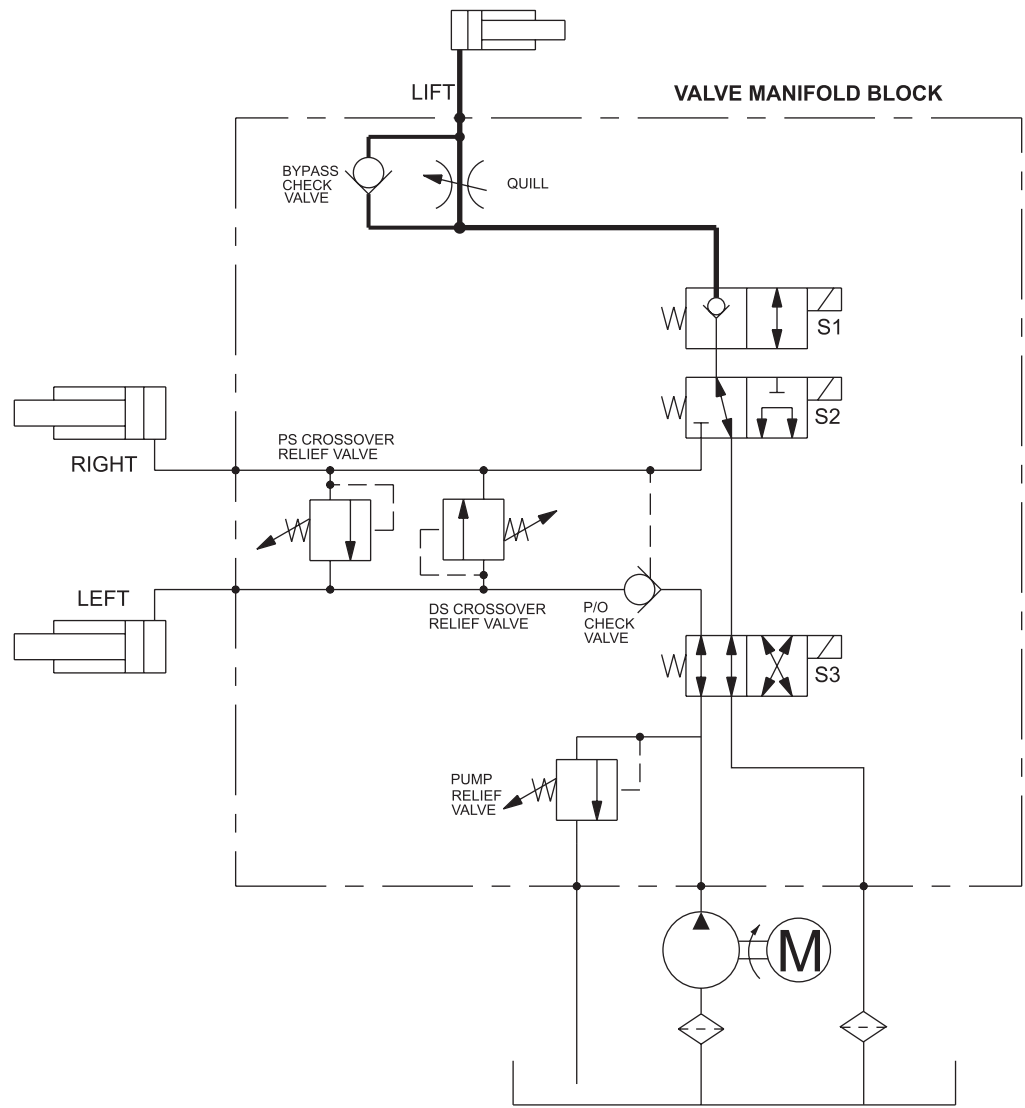 LIFT
VALVE MANIFOLD BLOCK
BYPASS
CHECK
VALVE
QUILL
S1
S2
PS CROSSOVER
RELIEF VALVE
RIGHT
LEFT
DS CROSSOVER
RELIEF VALVE
P/O
CHECK
VALVE
S3
PUMP
RELIEF
VALVE
M